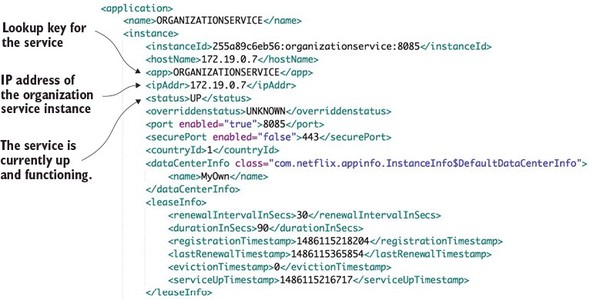 <application>
<name>ORGANIZATIONSERVICE</name>
<instance>
<instanceId>255a89c6eb56:organizationservice:8085</instanceId>
<hostName>172.19.0.7</hostName>
<app>ORGANIZATIONSERVICE</app>
<ipAddr>172.19.0.7</ipAddr>
<status>UP</status>
<overriddenstatus>UNKNOWN</overriddenstatus>
<port enabled="true">8085</port>
<securePort enabled="false">443</securePort>
<countryId>1</countryId>
<dataCenterInfo class="com.netflix.appinfo.InstanceInfo$DefaultDataCenterInfo">
<name>MyOwn</name>
</dataCenterInfo>
<leaseInfo>
<renewalIntervalInSecs>30</renewalIntervalInSecs>
<durationInSecs>90</durationInSecs>
<registrationTimestamp>1486115218204</registrationTimestamp>
<lastRenewalTimestamp>1486115365854</lastRenewalTimestamp>
<evictionTimestamp>0</evictionTimestamp>
<serviceUpTimestamp>1486115216717</serviceUpTimestamp>
</leaseInfo>
Lookup key for
the service
IP address of
the organization
service instance
The service is
currently up
and functioning.